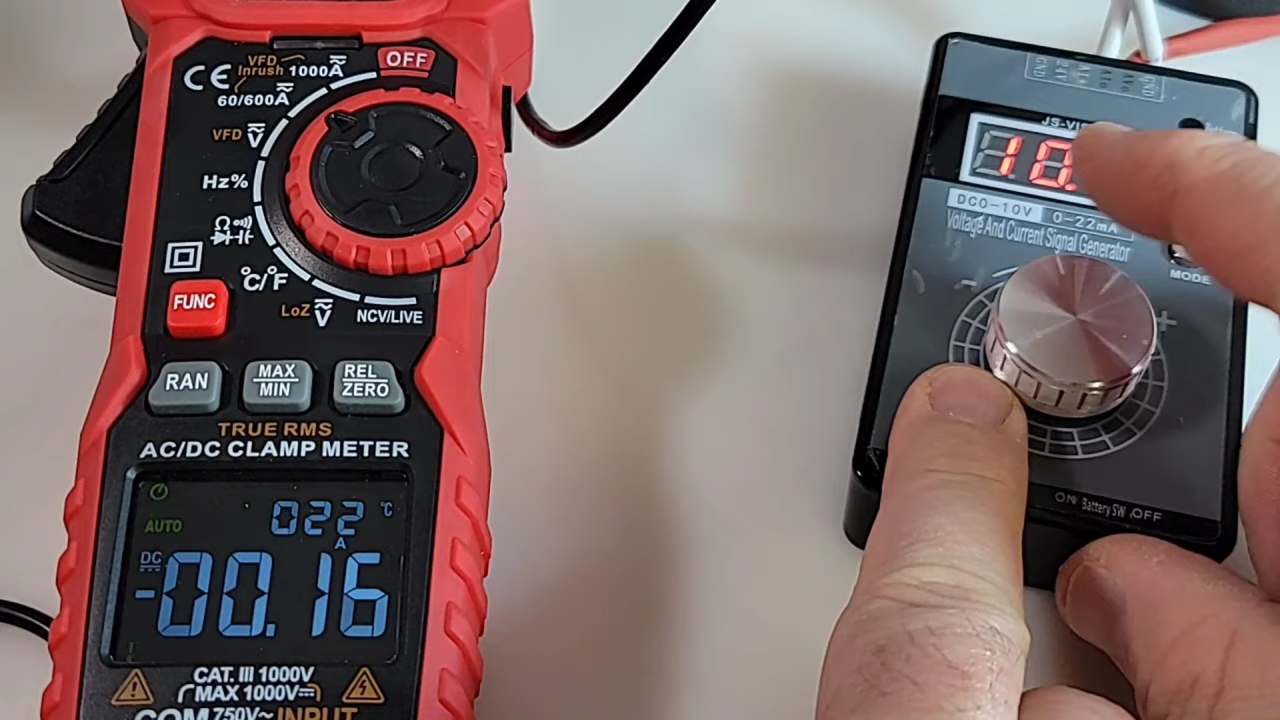 CE
VFD
Inrush 1000A
60/600A
OFF
VFD V
Hz%
Ω
°C/°F
LoZ V
NCV/LIVE
FUNC
RAN
MAX
MIN
REL
ZERO
TRUE RMS
AC/DC CLAMP METER
022 °C
AUTO
A
DC
-00.16
CAT. III 1000V
MAX 1000V
COM 750V~ INPUT
GND
10.
DC0-10V 0-22mA
Voltage And Current Signal Generator
MODE
- +
ON Battery SW OFF